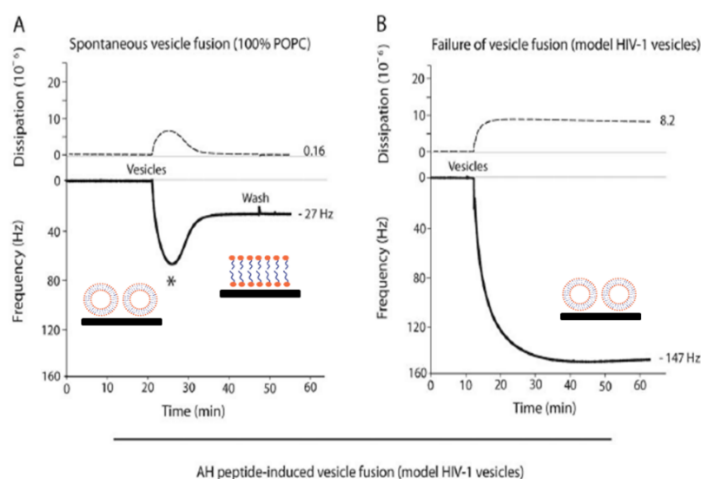 A
Spontaneous vesicle fusion (100% POPC)
Dissipation (10⁻⁶)
20
10
0
0.16
Vesicles
0
Wash
- 27 Hz
40
Frequency (Hz)
80
*
120
160
0 10 20 30 40 50 60
Time (min)
B
Failure of vesicle fusion (model HIV-1 vesicles)
Dissipation (10⁻⁶)
20
10
0
8.2
Vesicles
0
40
Frequency (Hz)
80
120
- 147 Hz
160
0 10 20 30 40 50 60
Time (min)
AH peptide-induced vesicle fusion (model HIV-1 vesicles)